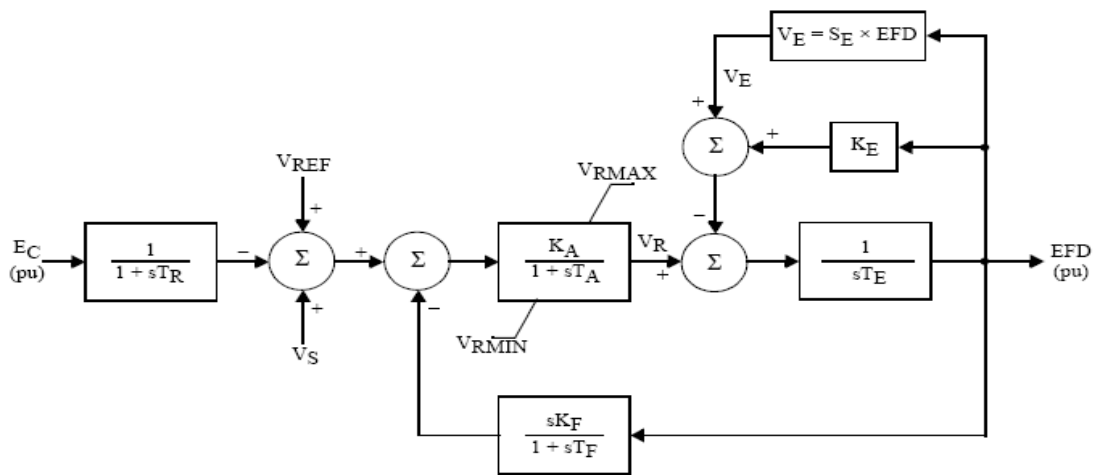 V_E = S_E × EFD
V_E
+
Σ
+
K_E
V_REF
V_RMAX
+
−
E_C
(pu)
1
1 + sT_R
−
Σ
+
Σ
K_A
1 + sT_A
V_R
+
Σ
1
sT_E
EFD
(pu)
+
−
V_S
V_RMIN
sK_F
1 + sT_F